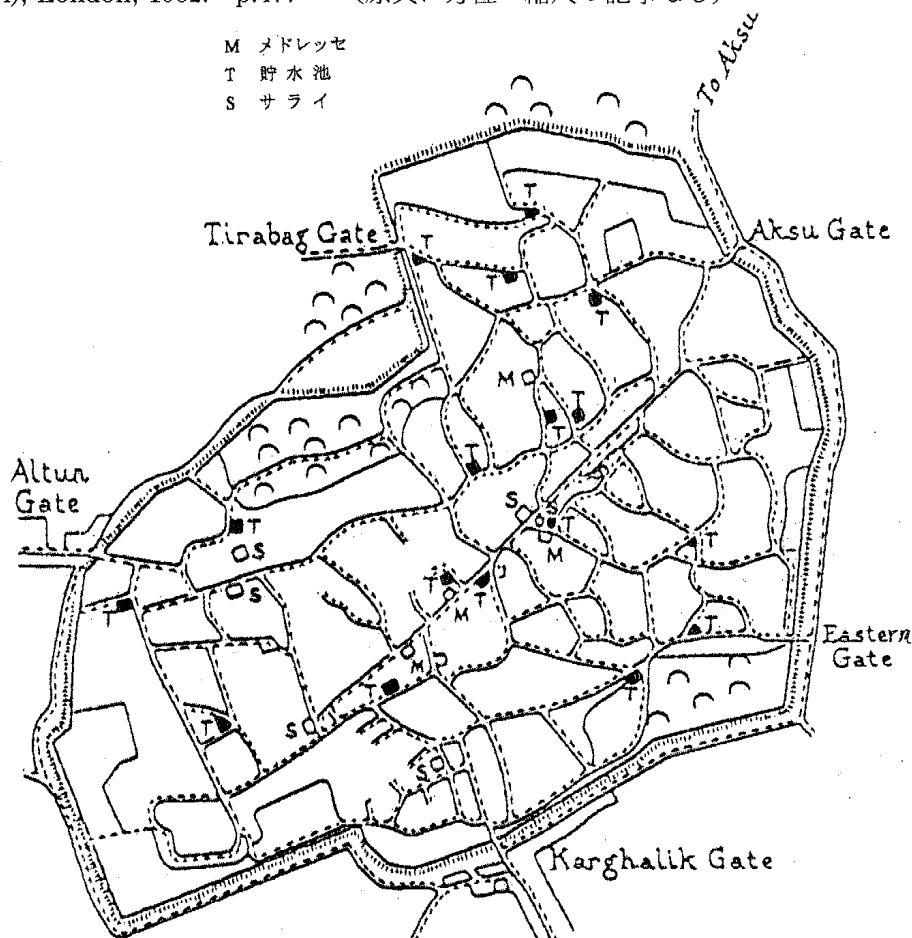 London,
M メドレッセ
T 貯水池
S サライ
To Aksu
T
Tirabag Gate
T
Aksu Gate
T
T
M
T
T
T
Altun
Gate
S
S
T
T
T
S
M
T
S
T
T
M
T
Eastern
Gate
M
T
T
T
S
S
Karghalik Gate